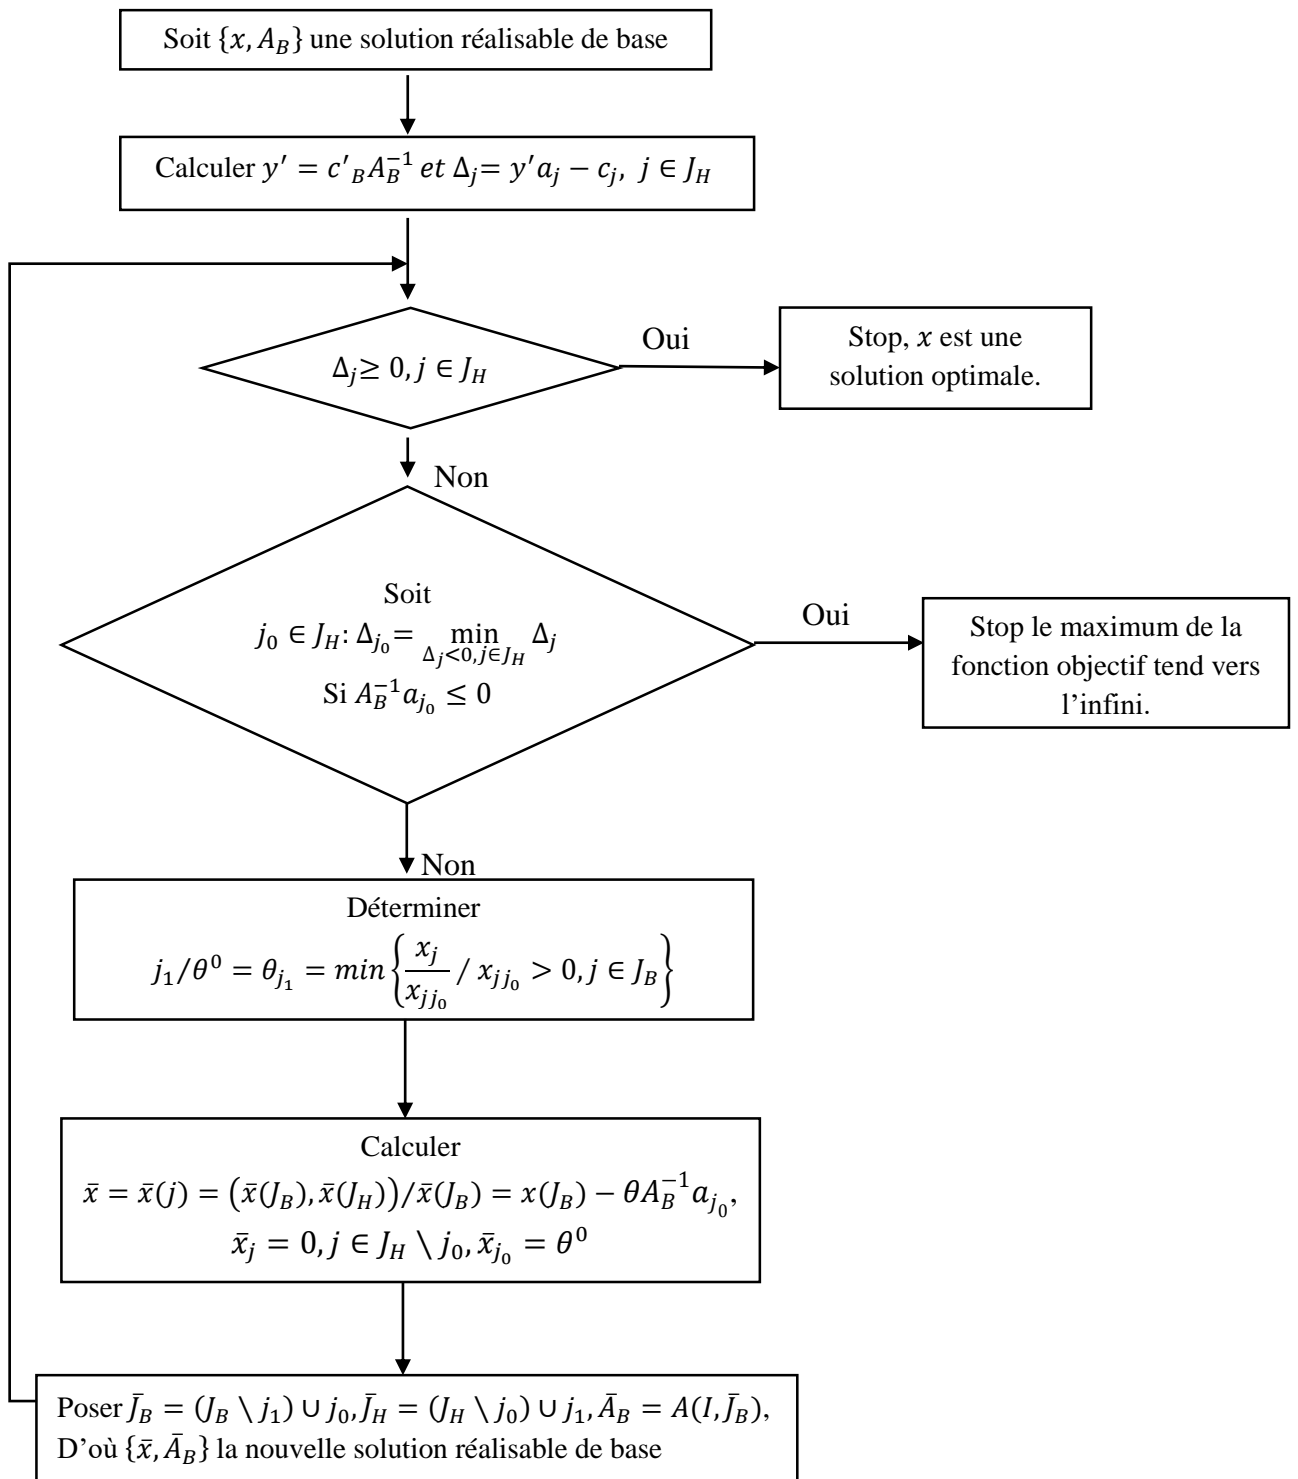 Soit {x, A_B} une solution réalisable de base
Calculer y′ = c′_B A_B^{−1} et Δ_j= y′a_j − c_j, j ∈ J_H
Δ_j≥ 0, j ∈ J_H
Oui
Stop, x est une
solution optimale.
Non
Soit
j_0 ∈ J_H: Δ_{j_0}= min_{Δ_j<0,j∈J_H} Δ_j
Si A_B^{−1}a_{j_0} ≤ 0
Oui
Stop le maximum de la
fonction objectif tend vers
l’infini.
Non
Déterminer
j_1/θ^0 = θ_{j_1} = min {x_j/x_{jj_0} / x_{jj_0} > 0, j ∈ J_B}
Calculer
x̄ = x̄(j) = (x̄(J_B), x̄(J_H))/x̄(J_B) = x(J_B) − θA_B^{−1}a_{j_0},
x̄_j = 0, j ∈ J_H \ j_0, x̄_{j_0} = θ^0
Poser J̄_B = (J_B \ j_1) ∪ j_0, J̄_H = (J_H \ j_0) ∪ j_1, Ā_B = A(I, J̄_B),
D’où {x̄, Ā_B} la nouvelle solution réalisable de base